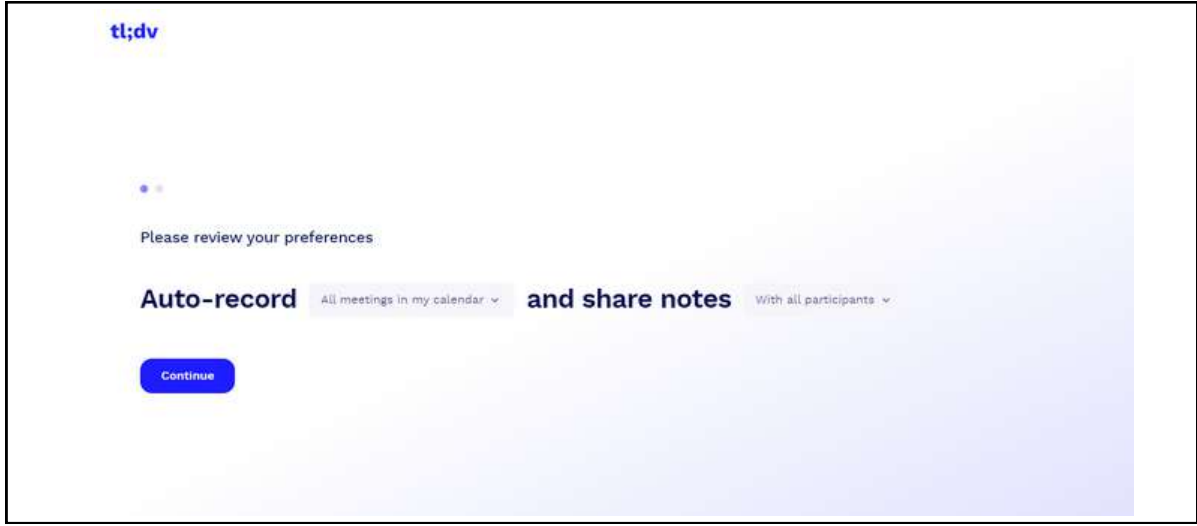 tl;dv
Please review your preferences
Auto-record All meetings in my calendar and share notes With all participants
Continue